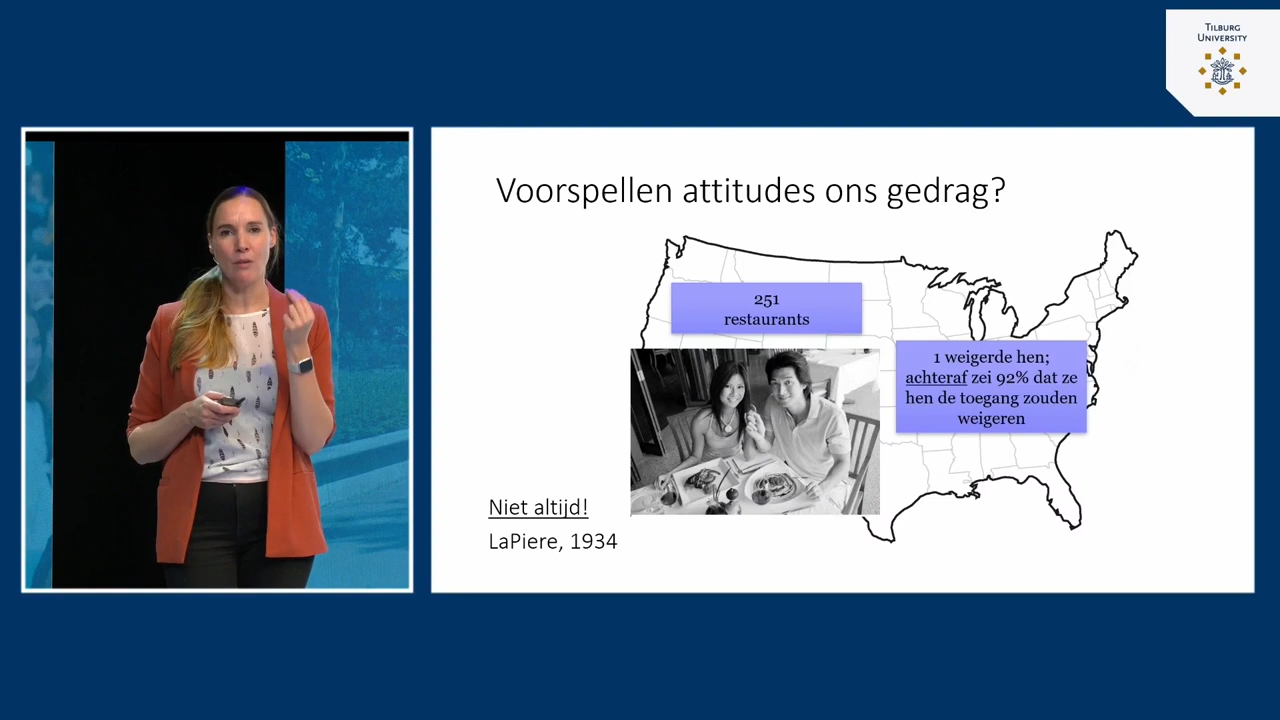 TILBURG
UNIVERSITY
Voorspellen attitudes ons gedrag?
251
restaurants
1 weigerde hen;
achteraf zei 92% dat ze
hen de toegang zouden
weigeren
Niet altijd!
LaPiere, 1934